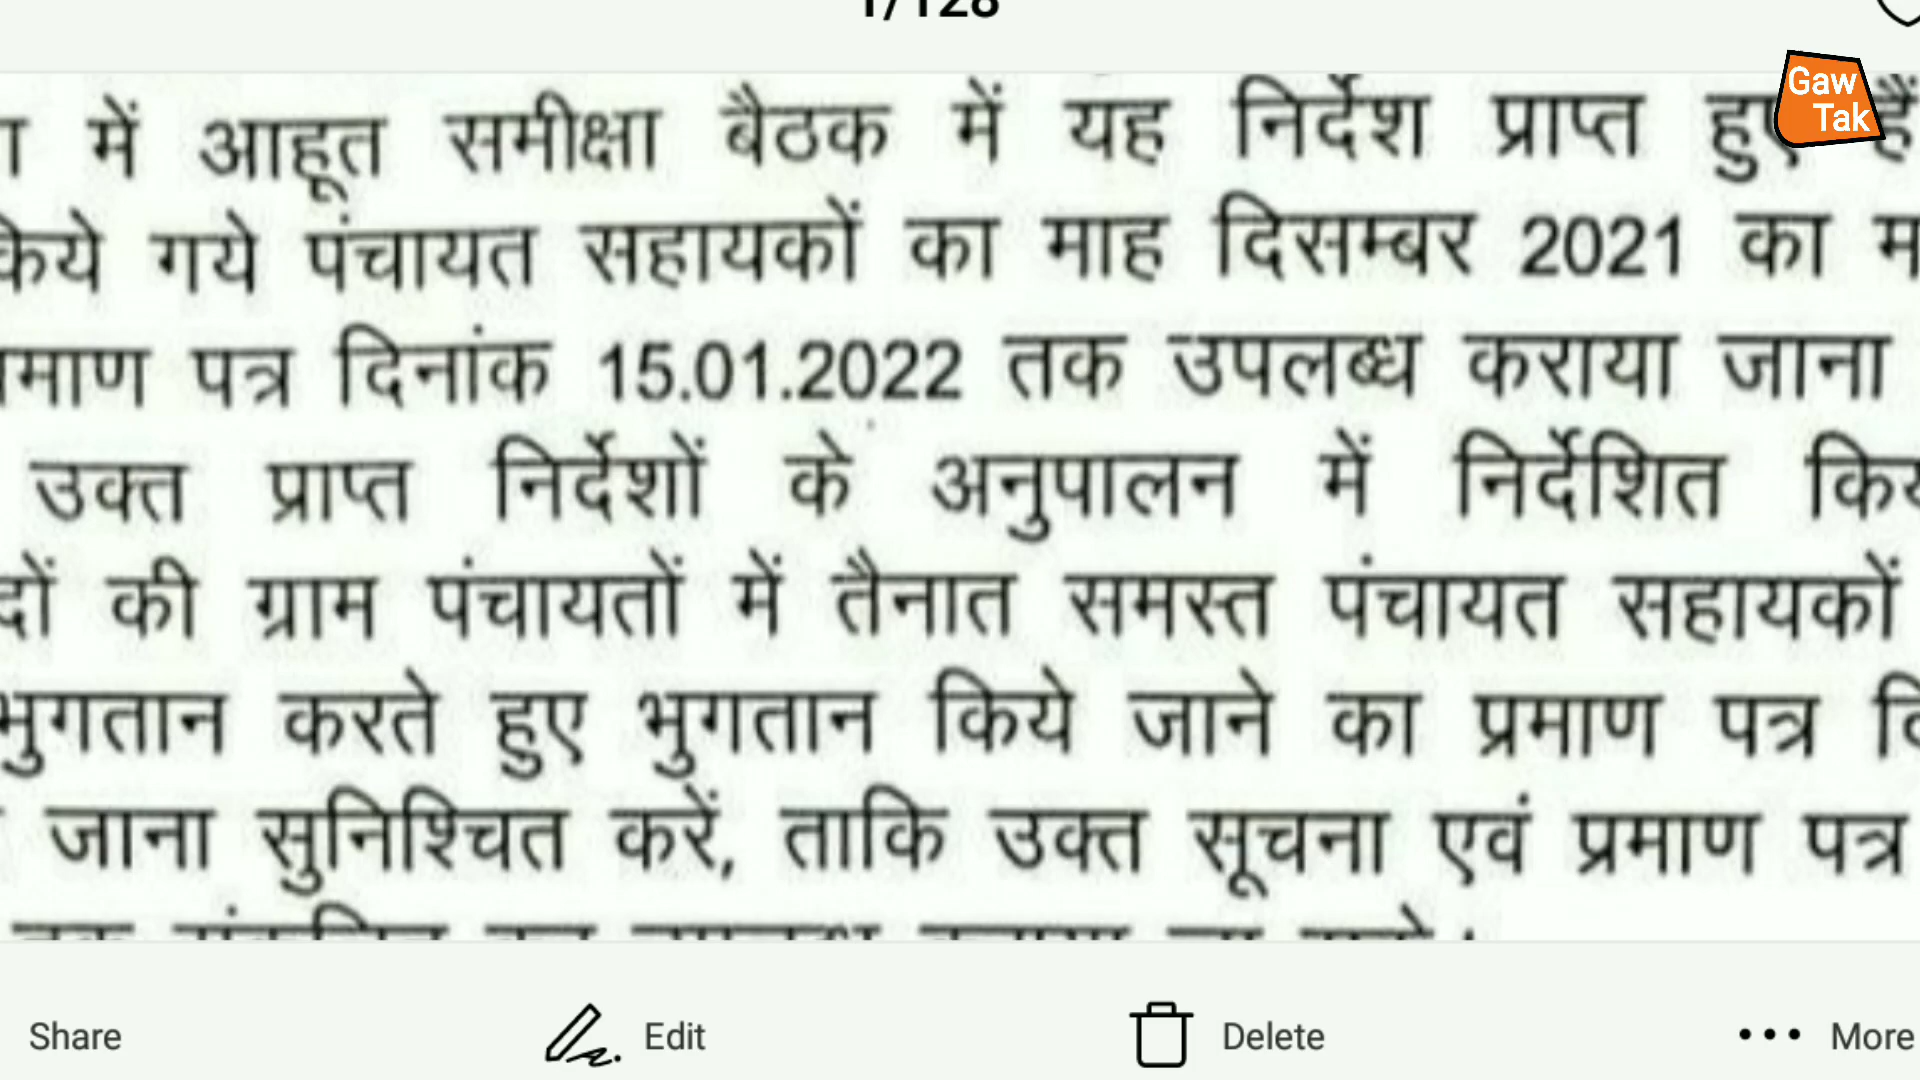 1/128
Gaw
Tak
में आहूत समीक्षा बैठक में यह निर्देश प्राप्त हुए हैं
किये गये पंचायत सहायकों का माह दिसम्बर 2021 का
पत्र दिनांक 15.01.2022 तक उपलब्ध कराया जाना
उक्त प्राप्त निर्देशों के अनुपालन में निर्देशित
की ग्राम पंचायतों में तैनात समस्त पंचायत सहायकों
भुगतान करते हुए भुगतान किये जाने का प्रमाण पत्र
जाना सुनिश्चित करें, ताकि उक्त सूचना एवं प्रमाण पत्र
Share
Edit
Delete
More